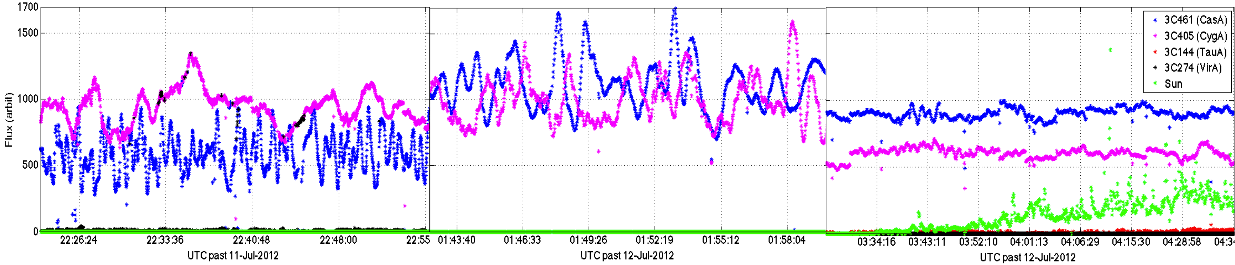 1700
1500
1000
500
0
Flux (arbit)
22:26:24 22:33:36 22:40:48 22:48:00 22:55
UTC past 11-Jul-2012
01:43:40 01:46:33 01:49:26 01:52:19 01:55:12 01:58:04
UTC past 12-Jul-2012
3C461 (CasA)
3C405 (CygA)
3C144 (TauA)
3C274 (VirA)
Sun
03:34:16 03:43:11 03:52:10 04:01:13 04:06:29 04:15:30 04:28:58 04:34
UTC past 12-Jul-2012